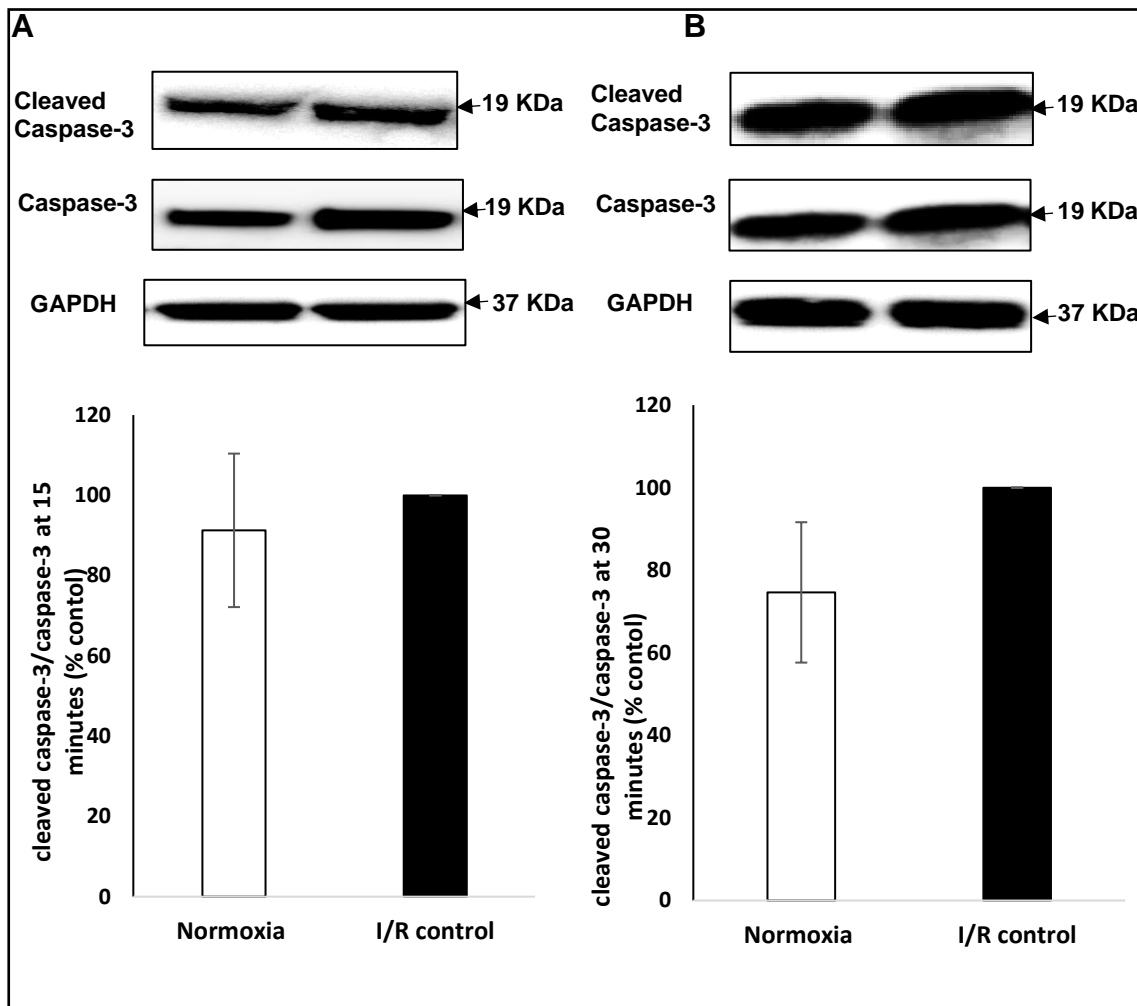 A
Cleaved
Caspase-3
19 KDa
Caspase-3
19 KDa
GAPDH
37 KDa
cleaved caspase-3/caspase-3 at 15
minutes (% contol)
120
100
80
60
40
20
0
Normoxia
I/R control
B
Cleaved
Caspase-3
19 KDa
Caspase-3
19 KDa
GAPDH
37 KDa
cleaved caspase-3/caspase-3 at 30
minutes (% contol)
120
100
80
60
40
20
0
Normoxia
I/R control